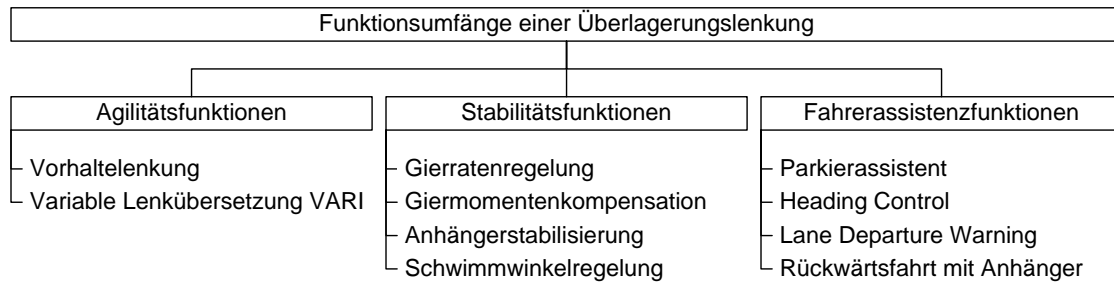 Funktionsumfänge einer Überlagerungslenkung
Agilitätsfunktionen
Vorhaltelenkung
Variable Lenkübersetzung VARI
Stabilitätsfunktionen
Gierratenregelung
Giermomentenkompensation
Anhängerstabilisierung
Schwimmwinkelregelung
Fahrerassistenzfunktionen
Parkierassistent
Heading Control
Lane Departure Warning
Rückwärtsfahrt mit Anhänger